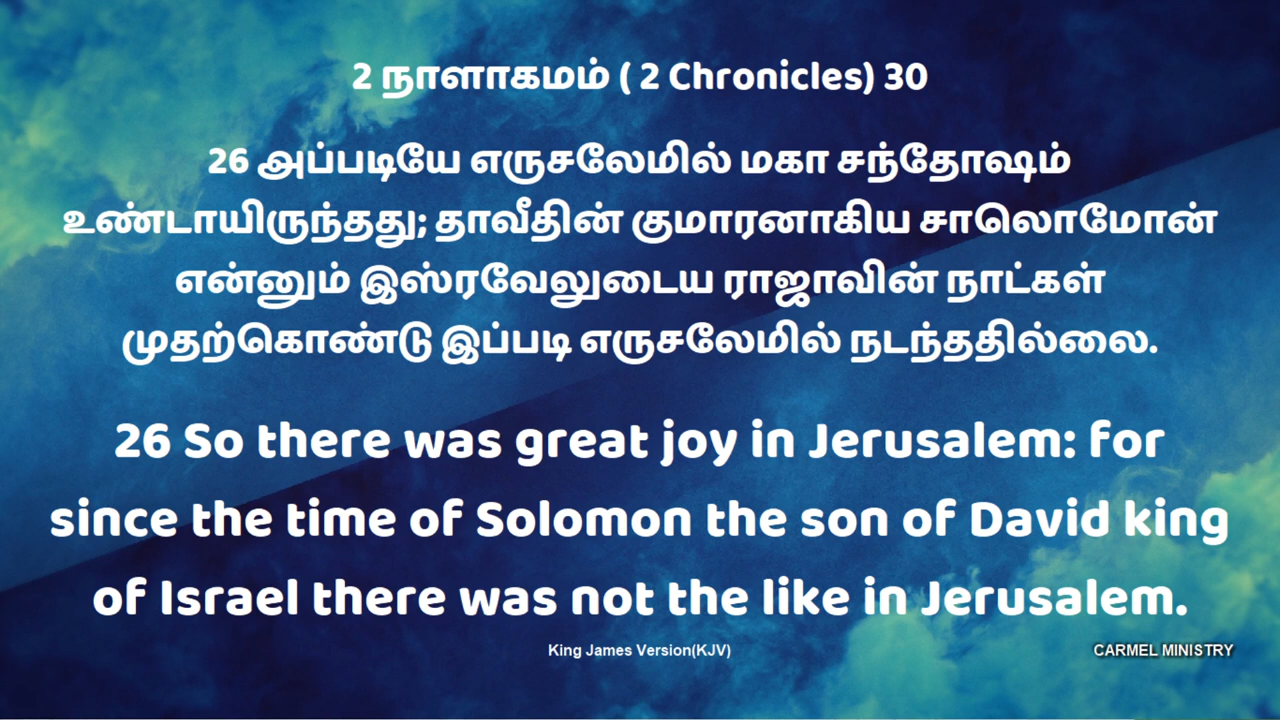 2 நாளாகமம் ( 2 Chronicles) 30
26 அப்படியே எருசலேமில் மகா சந்தோஷம்
உண்டாயிருந்தது; தாவீதின் குமாரனாகிய சாலொமோன்
என்னும் இஸ்ரவேலுடைய ராஜாவின் நாட்கள்
முதற்கொண்டு இப்படி எருசலேமில் நடந்ததில்லை.
26 So there was great joy in Jerusalem: for
since the time of Solomon the son of David king
of Israel there was not the like in Jerusalem.
King James Version(KJV)
CARMEL MINISTRY